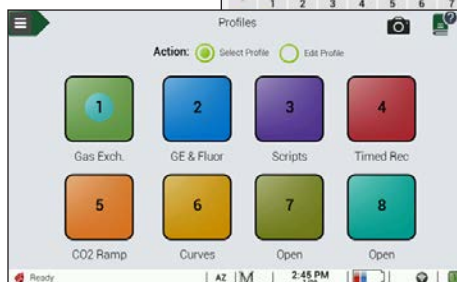 1 2 3 4 5 6 7
Profiles
Action: Select Profile Edit Profile
1 2 3 4
Gas Exch. GE & Fluor Scripts Timed Rec
5 6 7 8
CO2 Ramp Curves Open Open
Ready AZ M 2:45 PM